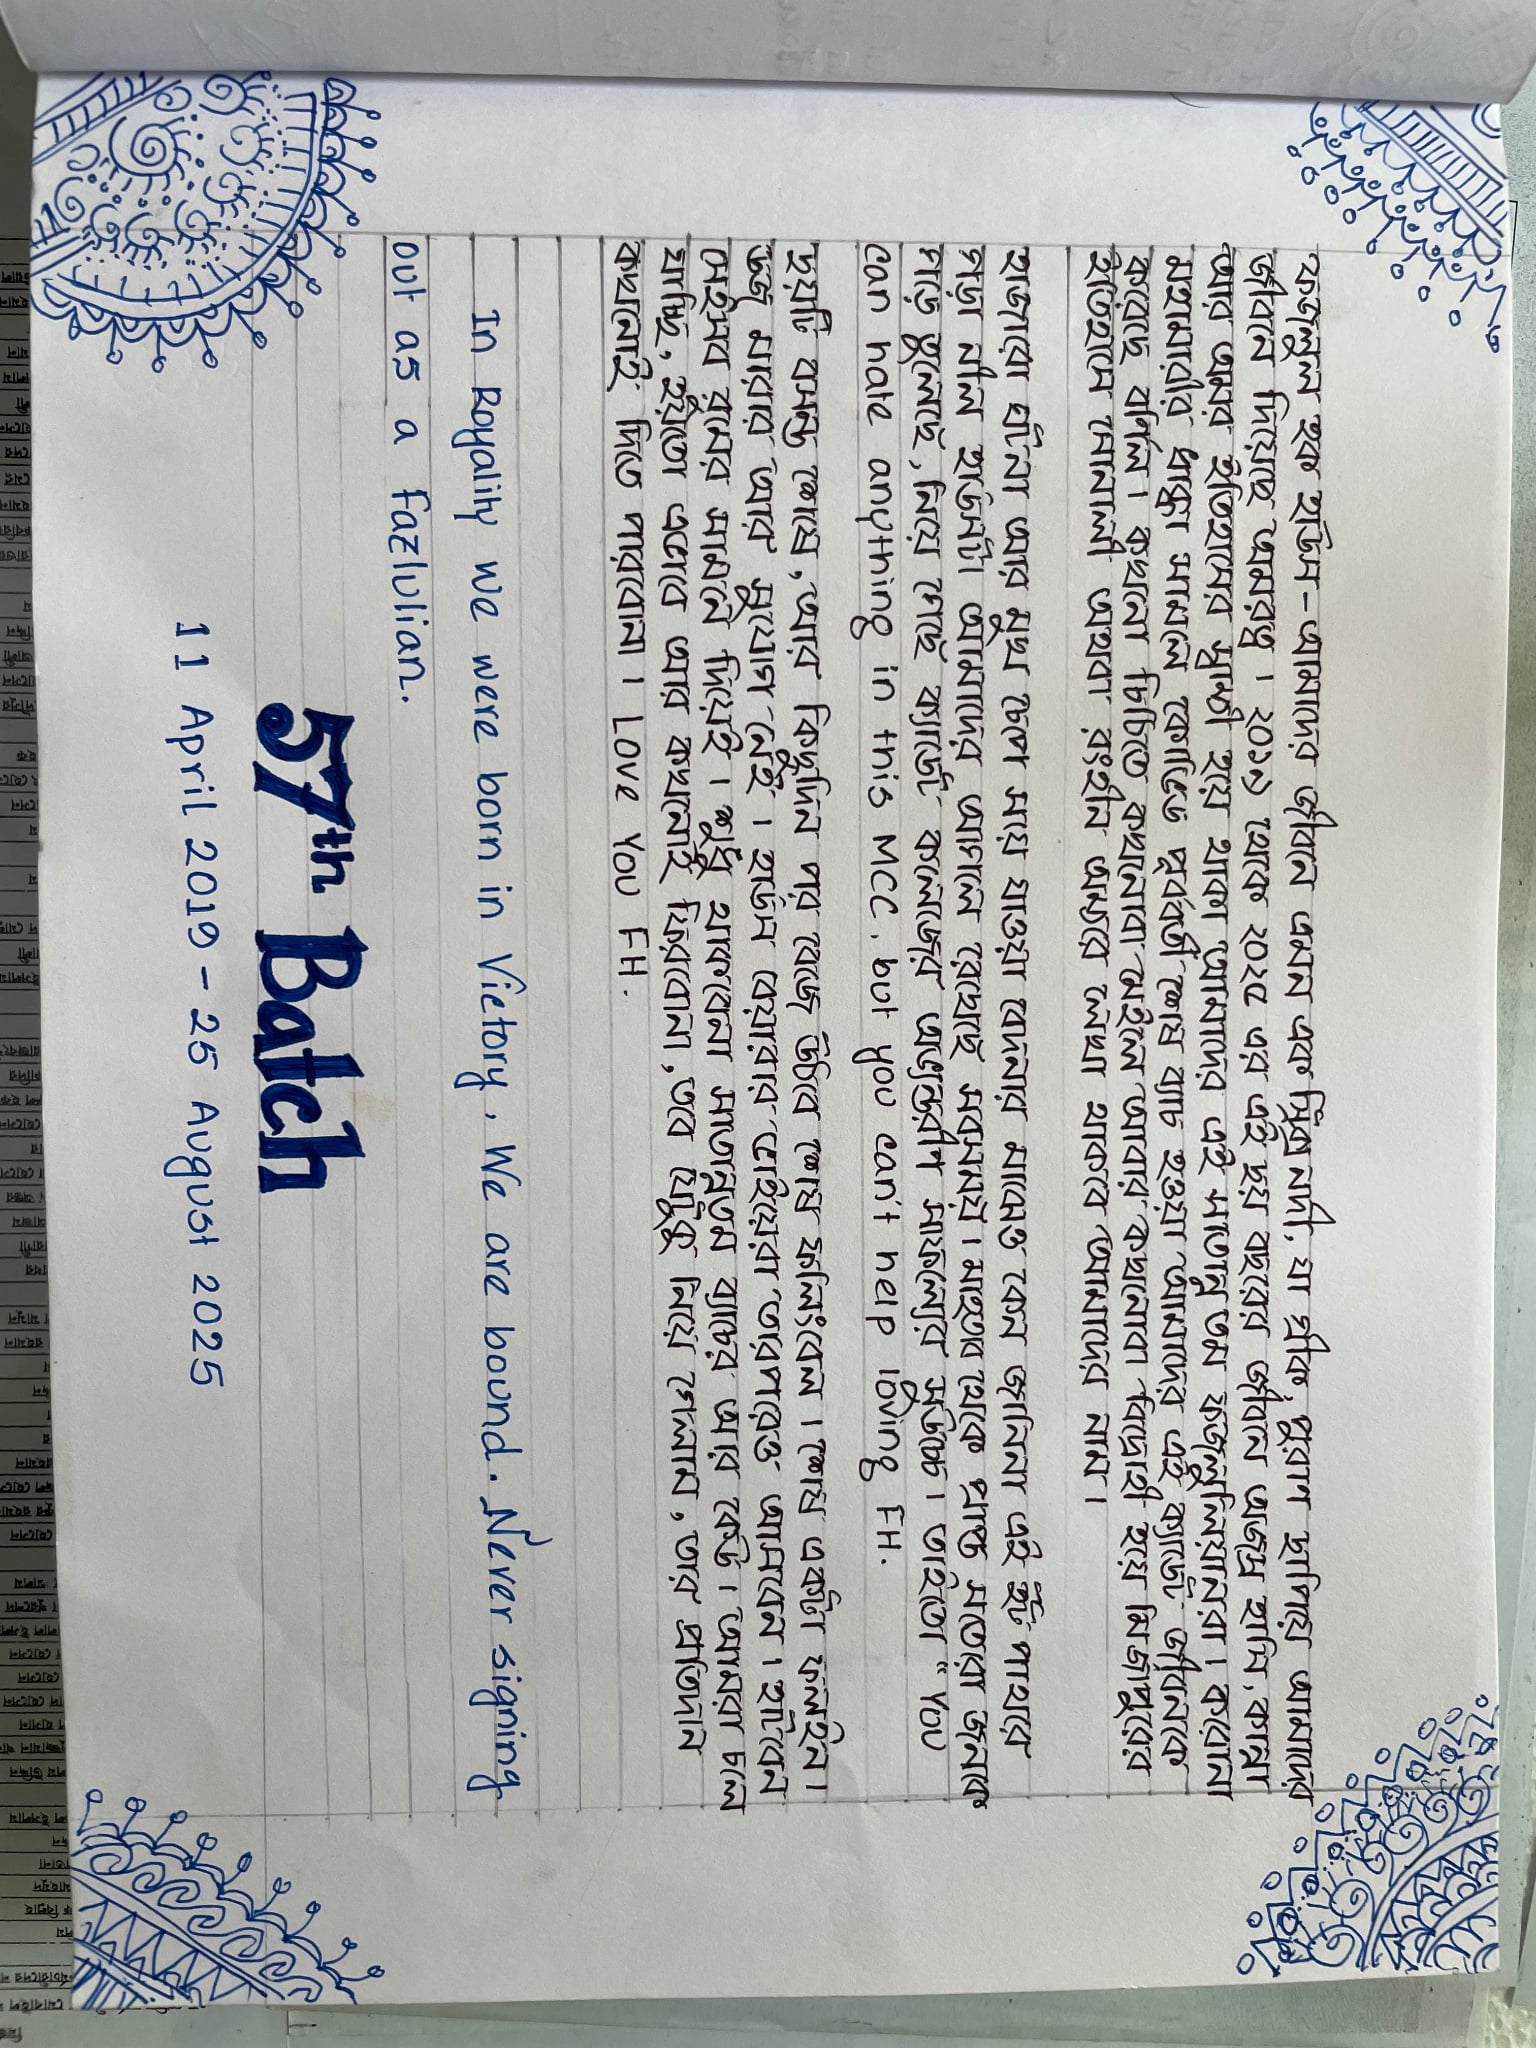 ফজলুল হক হাউস - আমাদের জীবনে এমন এক স্টিক্স নদী, যা গ্রীক, পুরাণ ছাপিয়ে আমাদের
জীবনে দিয়েছে অমরত্ব। ২০১৯ থেকে ২০২৫ এর এই ছয় বছরের জীবনে অজস্র হাসি, কান্না
আর অমর ইতিহাসের স্বাক্ষী হয়ে থাকা আমাদের এই সাতান্ন তম ফজলুলিয়ানরা। করোনা
মহামারীর ধাক্কা সামলে কোভিড পূর্ববর্তী শেষ ব্যাচ হওয়া আমাদের এই ক্যাডেট জীবনকে
করেছে বর্ণিল। কখনো চিঠিতে কখনোবা মেইলে আবার কখনোবা বিদ্রোহী হয়ে মির্জাপুরের
ইতিহাসে সোনালী অথবা রংহীন অক্ষরে লেখা থাকবে আমাদের নাম।
হাজারো ঘটনা আর মুখ চেপে সয়ে যাওয়া বেদনার মাঝেও কেন জানিনা এই ইট পাথরে
গড়া নীল হাউসটা আমাদের আগলে রেখেছে সবসময়। মাহতাব থেকে প্রাপ্ত সতেরো জনকে
গড়ে তুলেছে, নিয়ে গেছে ক্যাডেট কলেজের অভ্যন্তরীণ সাফল্যের সুউচ্চে। তাইতো "You
can hate anything in this MCC, but you can't help loving FH.
ছয়টি বসন্ত শেষে, আর কিছুদিন পর বেজে উঠবে শেষ ফলিংবেল। শেষ একটা ফলইন।
ডজ মারার আর সুযোগ নেই। হাউস বেয়ারার ভাইয়েরা তারপরেও আসবেন। হাটবেন
সেইসব রুমের সামনে দিয়েই। শুধু থাকবেনা সাতান্নতম ব্যাচের আর কেউ। আমরা চলে
যাচ্ছি, হয়তো এভাবে আর কখনোই ফিরবোনা, তবে যেটুকু নিয়ে গেলাম, তার প্রতিদান
কখনোই দিতে পারবোনা। Love You FH.
In Royality we were born in Victory, We are bound. Never signing
out as a Fazlulian.
57th Batch
11 April 2019 - 25 August 2025